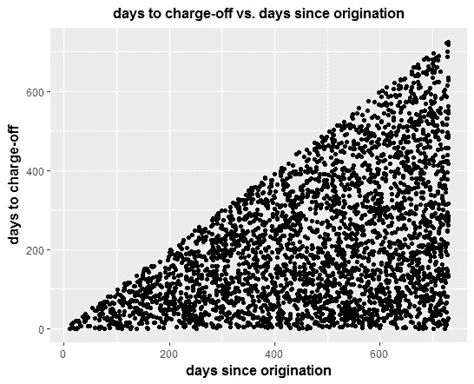 days to charge-off vs. days since origination
days to charge-off
600
400
200
0
0 200 400 600
days since origination